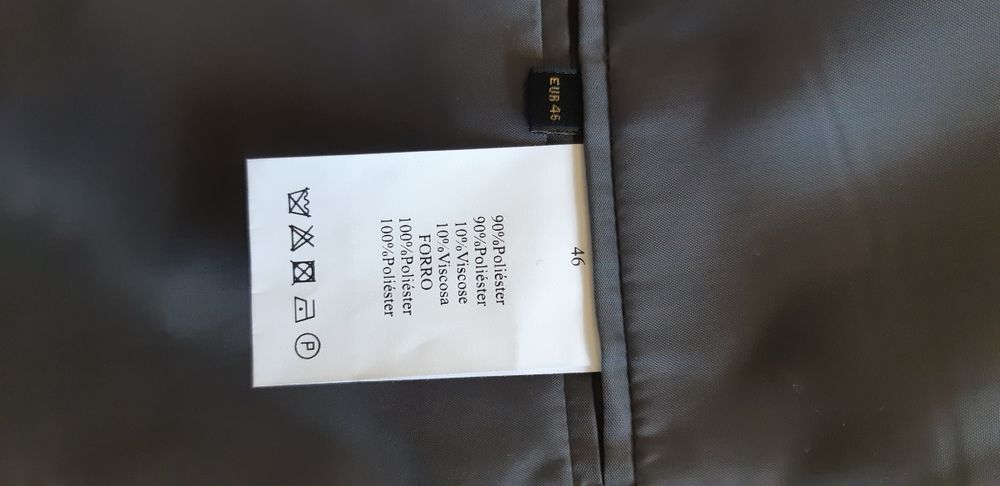 EUR 46
46
90%Poliéster
90%Poliéster
10%Viscose
10%Viscosa
FORRO
100%Poliéster
100%Poliéster
P